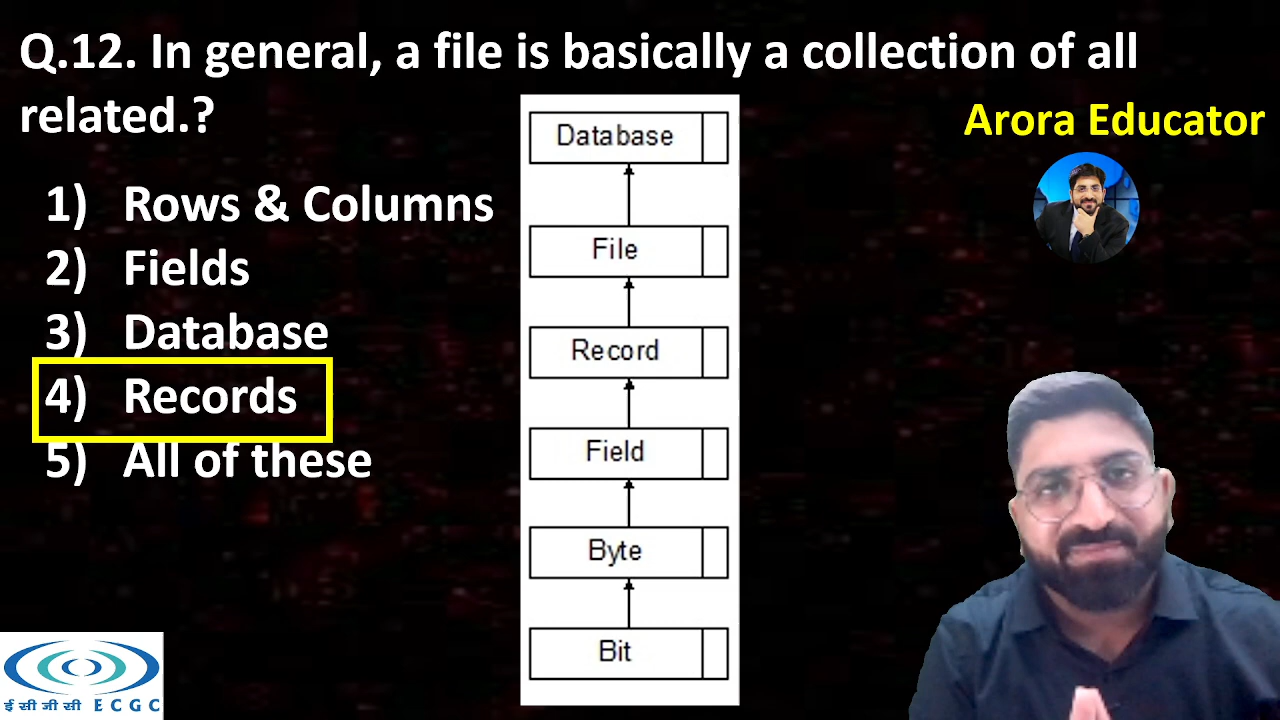 Q.12. In general, a file is basically a collection of all
related.?
Arora Educator
1) Rows & Columns
2) Fields
3) Database
4) Records
5) All of these
Database
File
Record
Field
Byte
Bit
ई सी जी सी E C G C